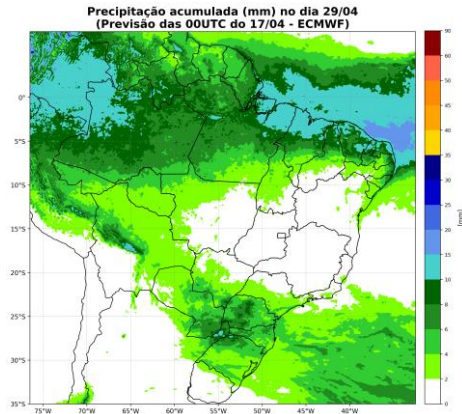 Precipitação acumulada (mm) no dia 29/04
(Previsão das 00UTC do 17/04 - ECMWF)
0°
5°S
10°S
15°S
20°S
25°S
30°S
35°S
75°W
70°W
65°W
60°W
55°W
50°W
45°W
40°W
90
60
50
45
40
35
30
25
20
15
10
8
6
4
2
0
[mm]